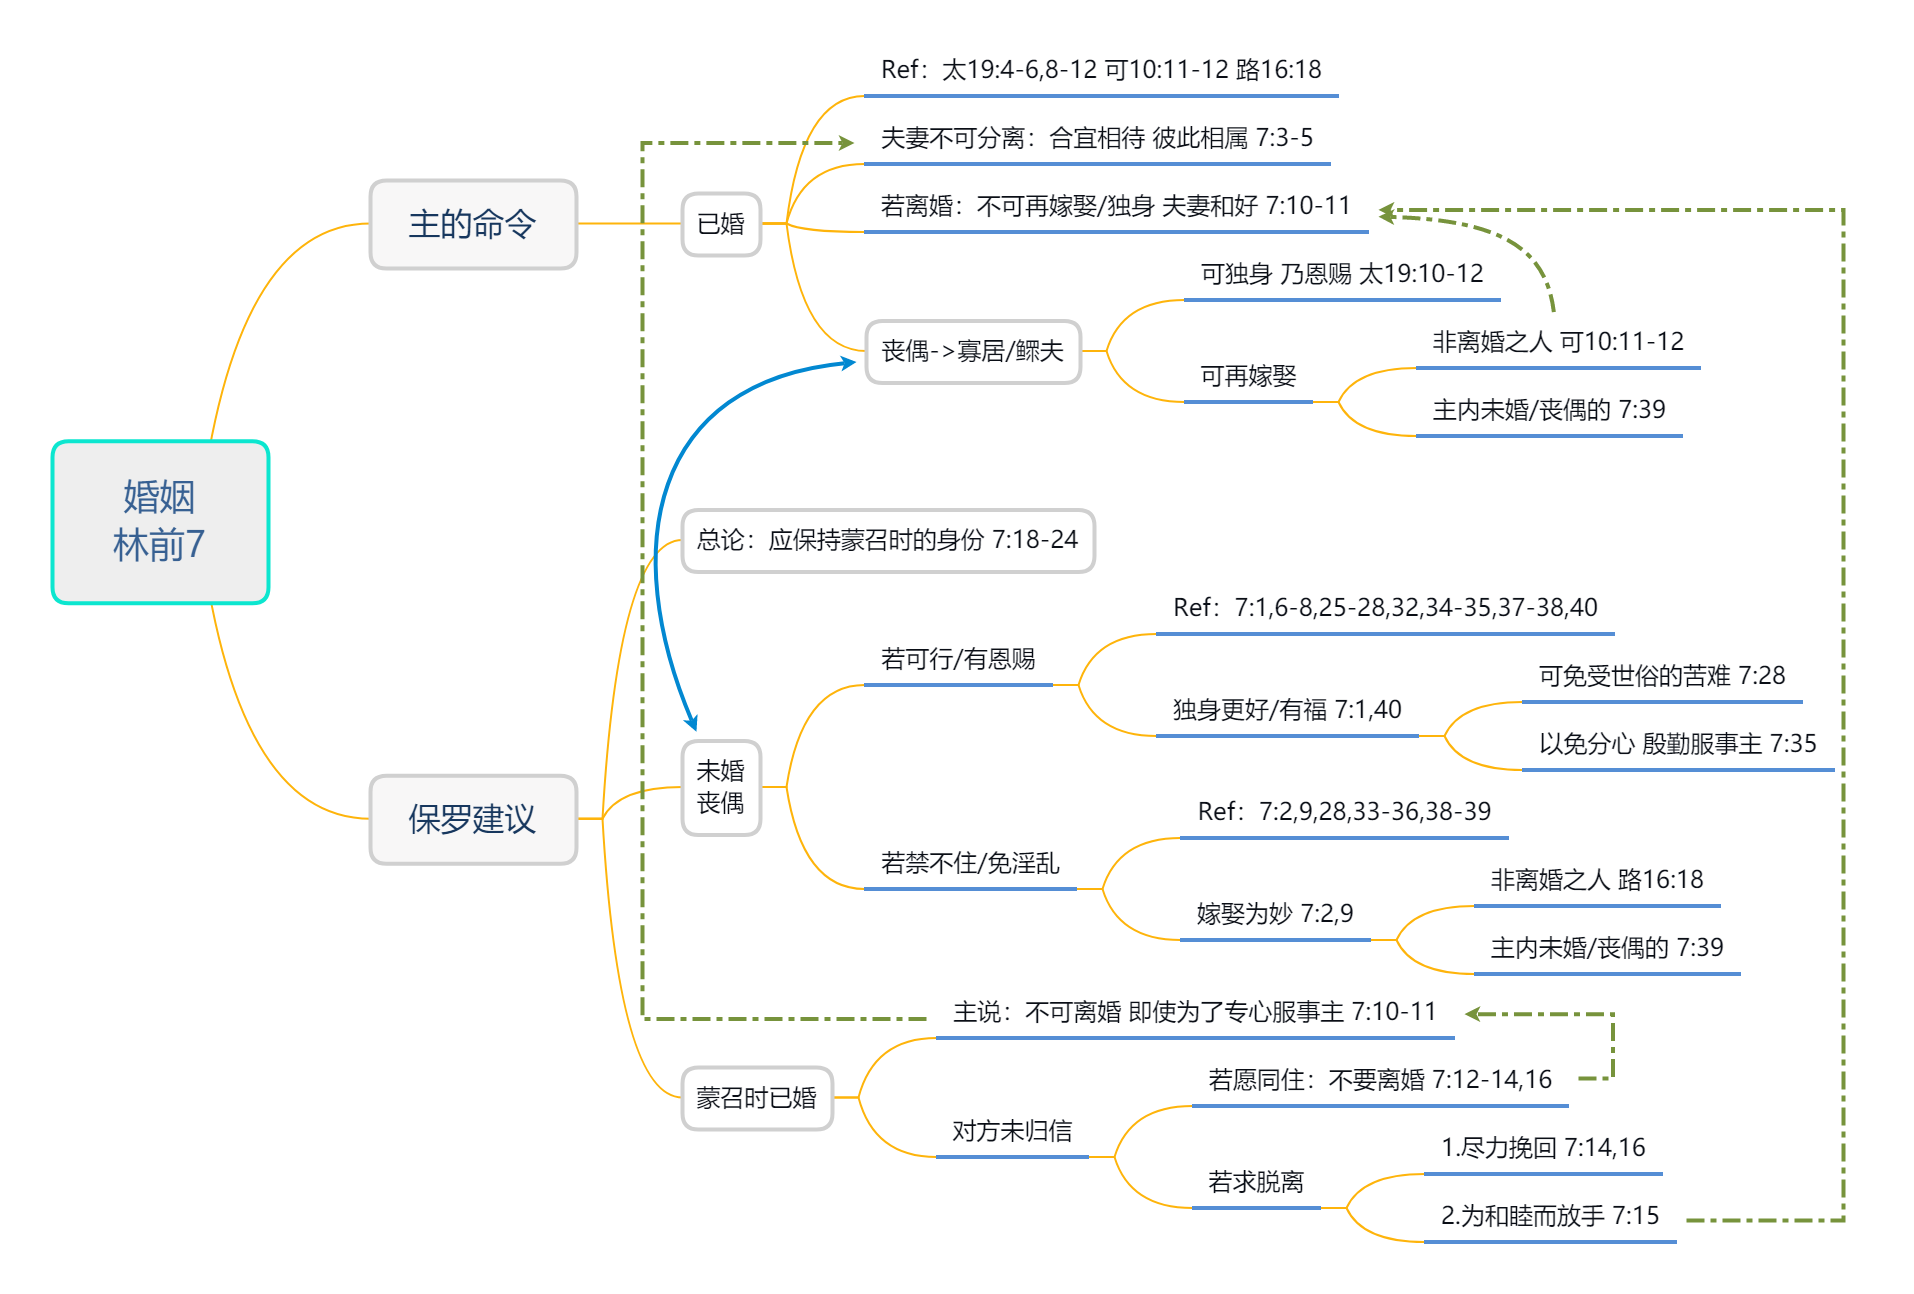 婚姻
林前7
主的命令
已婚
Ref：太19:4-6,8-12 可10:11-12 路16:18
夫妻不可分离：合宜相待 彼此相属 7:3-5
若离婚：不可再嫁娶/独身 夫妻和好 7:10-11
丧偶->寡居/鳏夫
可独身 乃恩赐 太19:10-12
可再嫁娶
非离婚之人 可10:11-12
主内未婚/丧偶的 7:39
保罗建议
总论：应保持蒙召时的身份 7:18-24
未婚
丧偶
若可行/有恩赐
Ref：7:1,6-8,25-28,32,34-35,37-38,40
独身更好/有福 7:1,40
可免受世俗的苦难 7:28
以免分心 殷勤服事主 7:35
若禁不住/免淫乱
Ref：7:2,9,28,33-36,38-39
嫁娶为妙 7:2,9
非离婚之人 路16:18
主内未婚/丧偶的 7:39
蒙召时已婚
主说：不可离婚 即使为了专心服事主 7:10-11
对方未归信
若愿同住：不要离婚 7:12-14,16
若求脱离
1.尽力挽回 7:14,16
2.为和睦而放手 7:15